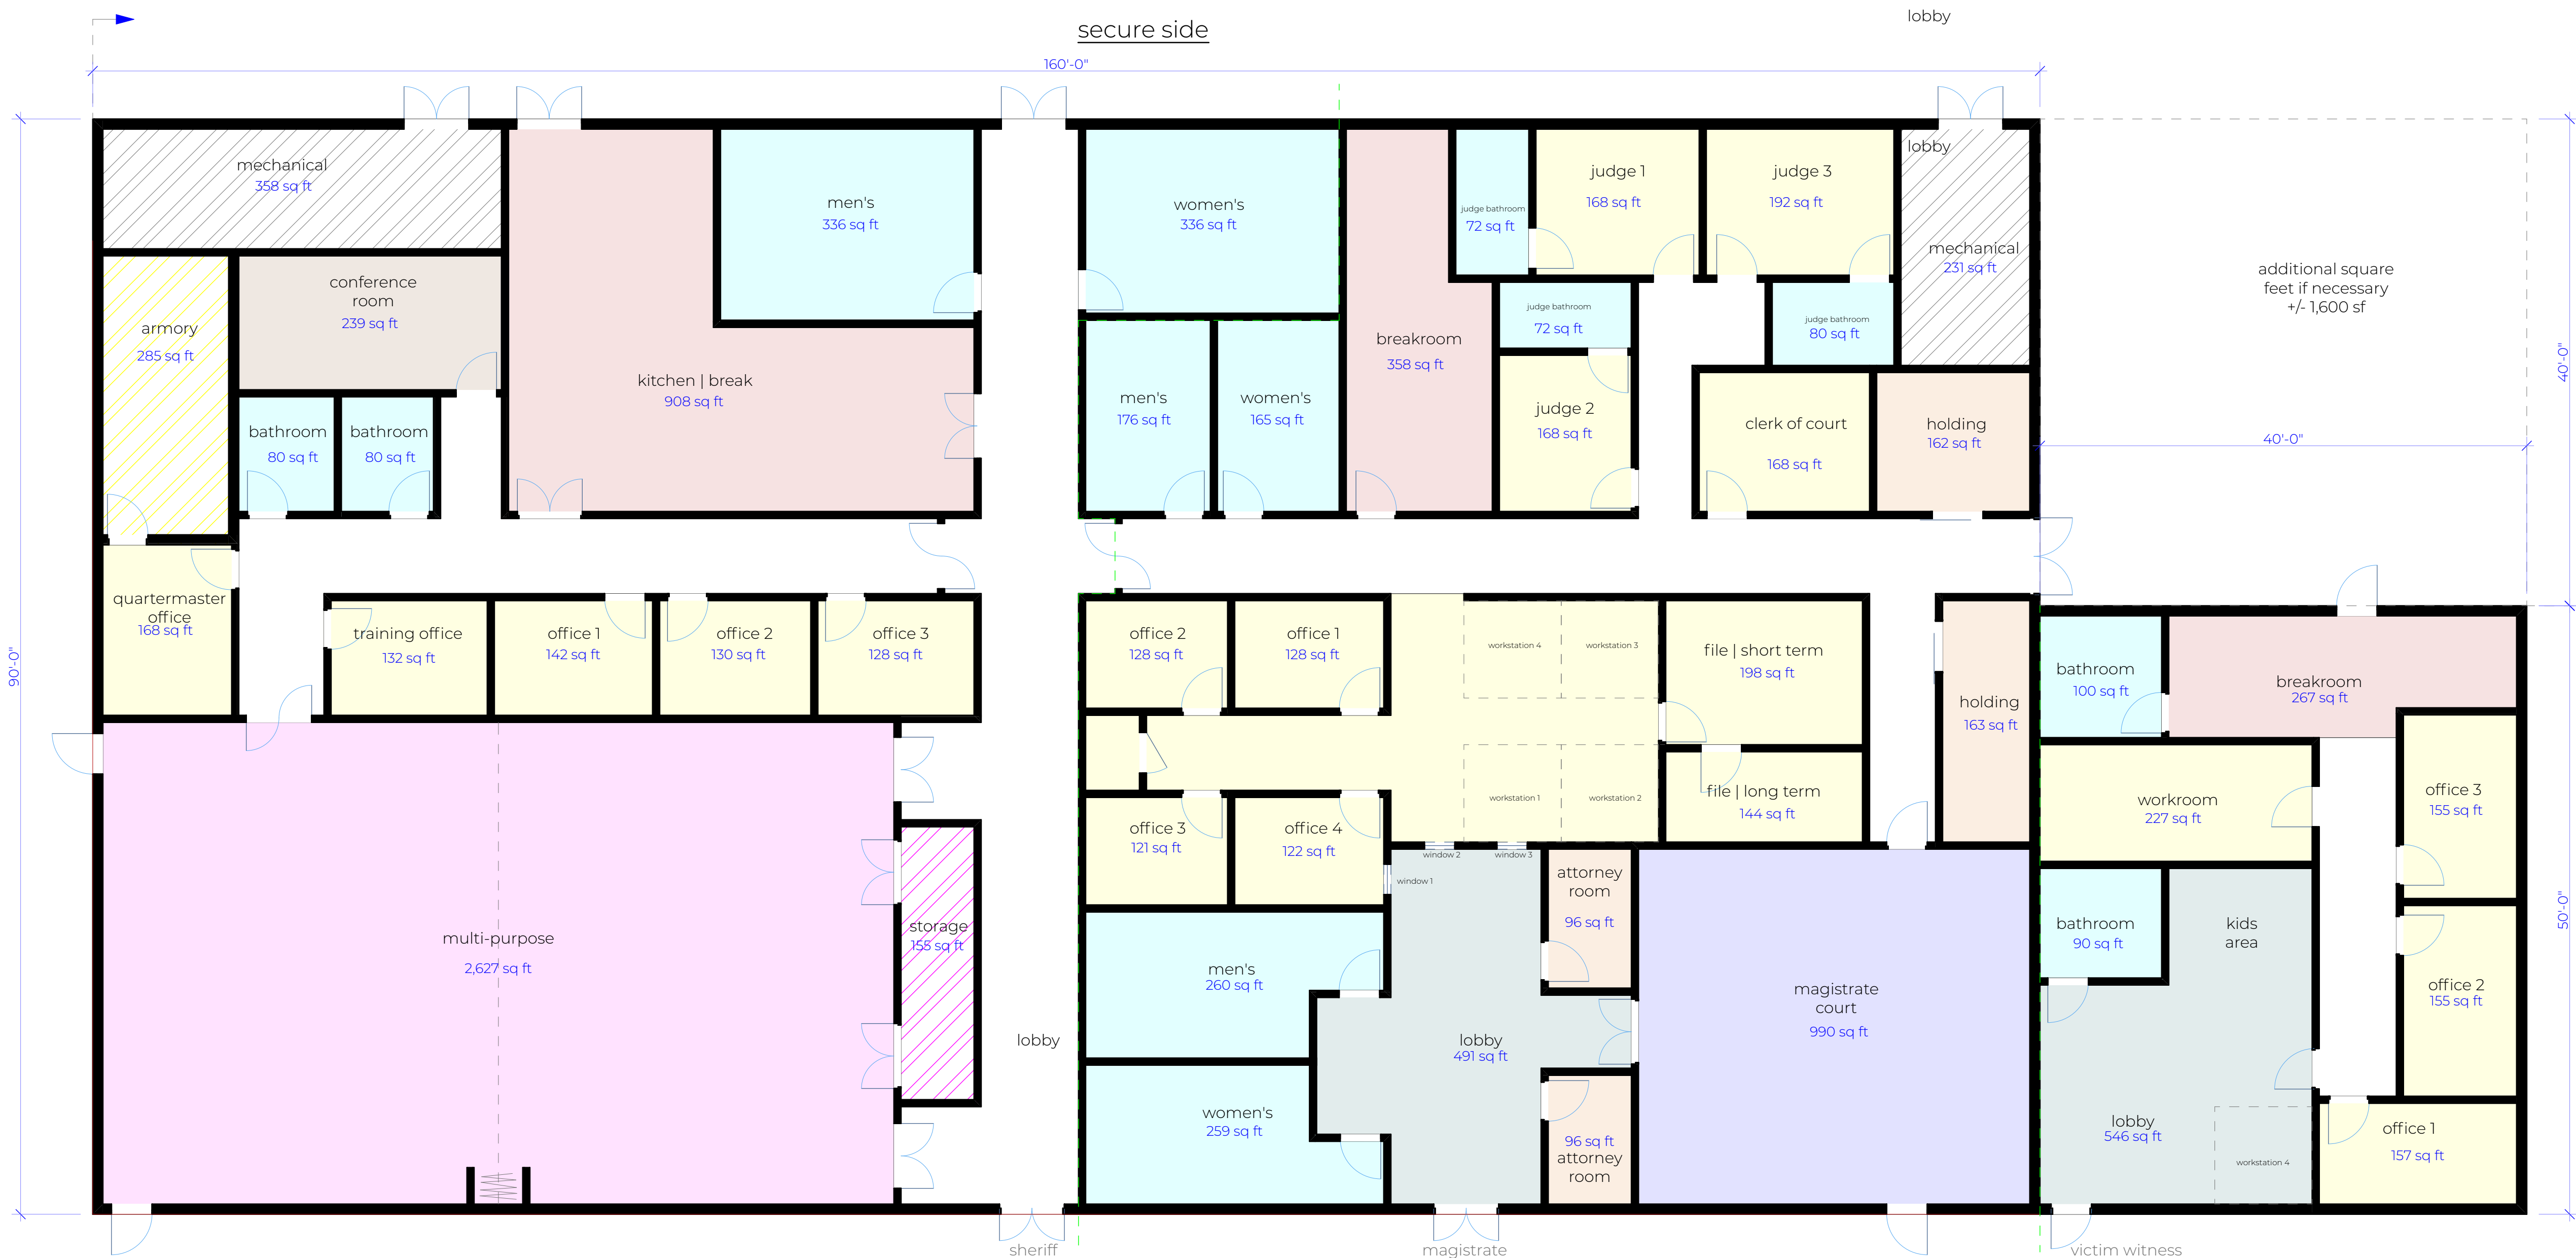 lobby
secure side
160'-0"
mechanical
358 sq ft
men's
336 sq ft
women's
336 sq ft
judge bathroom
72 sq ft
judge 1
168 sq ft
judge 3
192 sq ft
lobby
mechanical
231 sq ft
additional square
feet if necessary
+/- 1,600 sf
40'-0"
40'-0"
armory
285 sq ft
conference
room
239 sq ft
kitchen | break
908 sq ft
bathroom
80 sq ft
bathroom
80 sq ft
men's
176 sq ft
women's
165 sq ft
breakroom
358 sq ft
judge bathroom
72 sq ft
judge 2
168 sq ft
judge bathroom
80 sq ft
clerk of court
168 sq ft
holding
162 sq ft
90'-0"
quartermaster
office
168 sq ft
training office
132 sq ft
office 1
142 sq ft
office 2
130 sq ft
office 3
128 sq ft
office 2
128 sq ft
office 1
128 sq ft
workstation 4
workstation 3
file | short term
198 sq ft
holding
163 sq ft
bathroom
100 sq ft
breakroom
267 sq ft
workstation 1
workstation 2
file | long term
144 sq ft
workroom
227 sq ft
office 3
155 sq ft
office 3
121 sq ft
office 4
122 sq ft
window 2
window 3
window 1
attorney
room
96 sq ft
bathroom
90 sq ft
kids
area
50'-0"
multi-purpose
2,627 sq ft
storage
155 sq ft
men's
260 sq ft
magistrate
court
990 sq ft
office 2
155 sq ft
lobby
lobby
491 sq ft
women's
259 sq ft
96 sq ft
attorney
room
lobby
546 sq ft
workstation 4
office 1
157 sq ft
sheriff
magistrate
victim witness